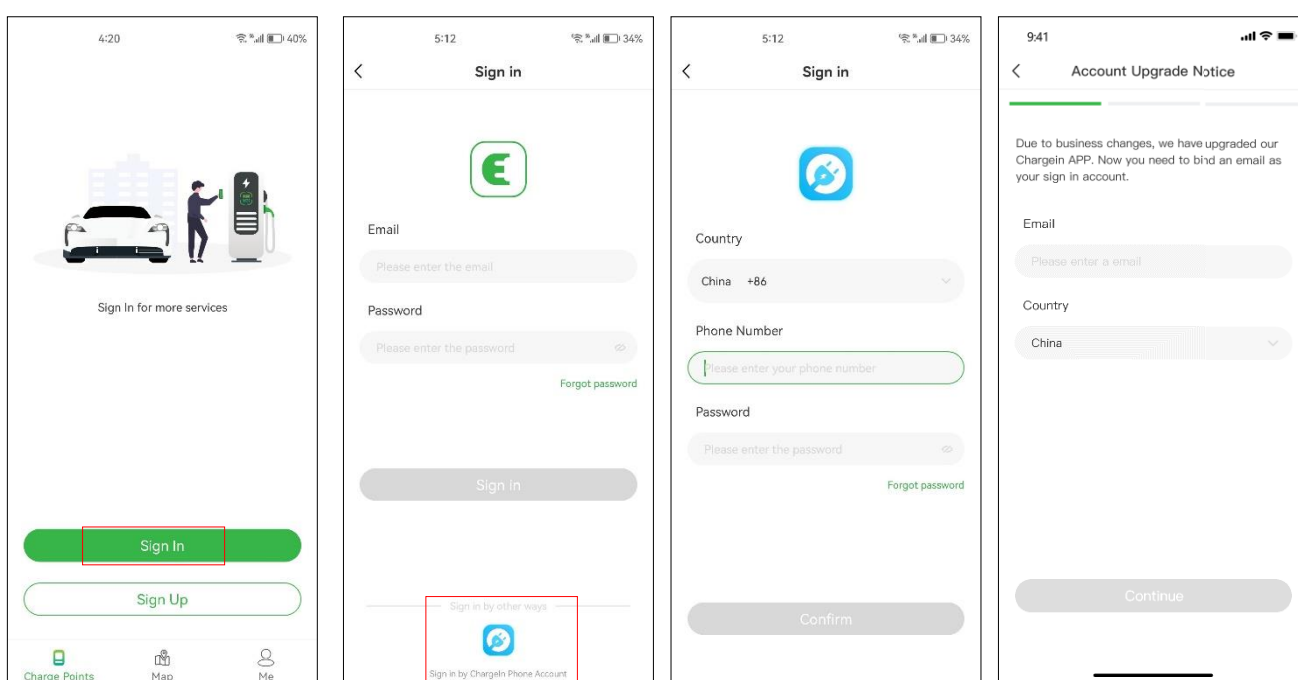 4:20
40%
Sign In for more services
Sign In
Sign Up
Charge Points
Map
Me
5:12
34%
Sign in
Email
Please enter the email
Password
Please enter the password
Forgot password
Sign in
Sign in by other ways
Sign in by ChargeIn Phone Account
5:12
34%
Sign in
Country
China +86
Phone Number
Please enter your phone number
Password
Please enter the password
Forgot password
Confirm
9:41
Account Upgrade Notice
Due to business changes, we have upgraded our
Chargein APP. Now you need to bind an email as
your sign in account.
Email
Please enter a email
Country
China
Continue